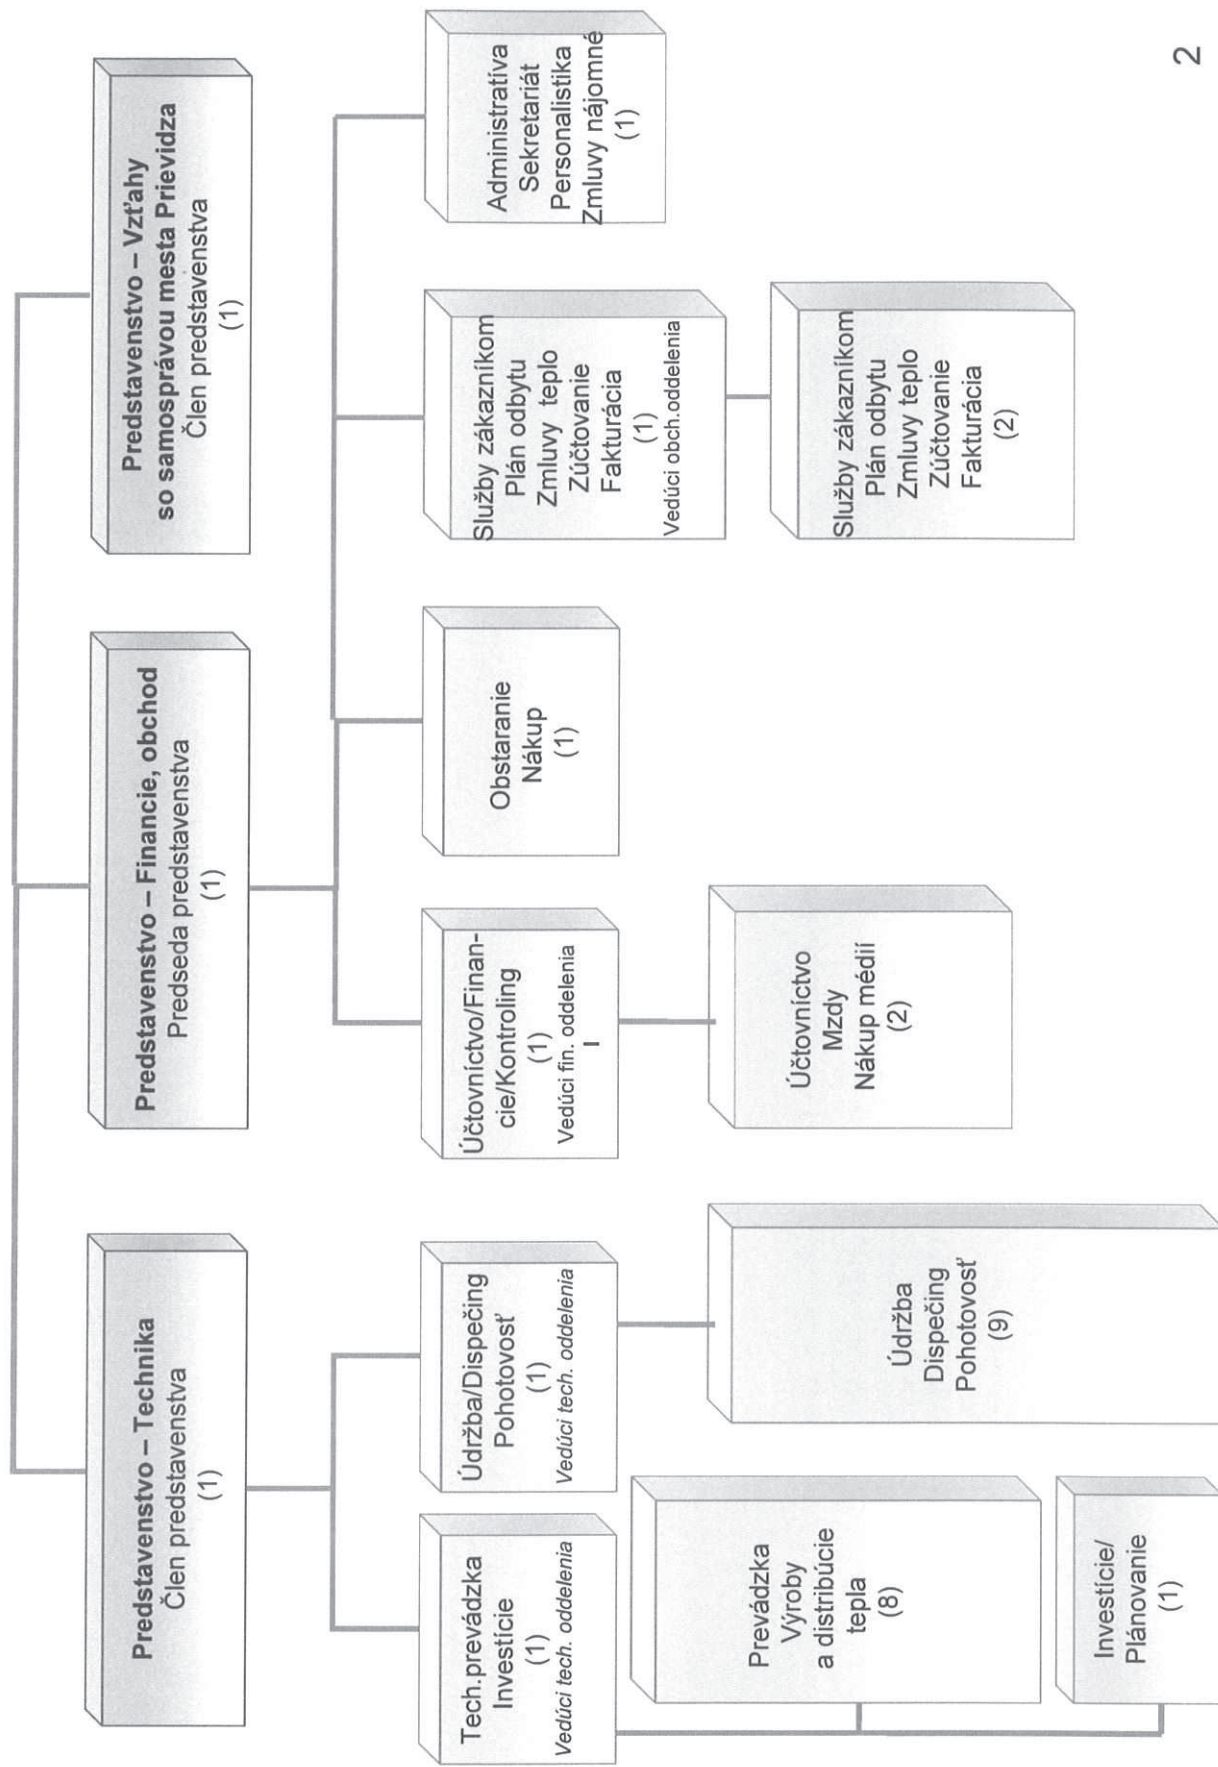 Predstavenstvo – Technika
Člen predstavenstva
(1)
Predstavenstvo – Financie, obchod
Predseda predstavenstva
(1)
Predstavenstvo – Vzťahy
so samosprávou mesta Prievidza
Člen predstavenstva
(1)
Tech.prevádzka
Investície
(1)
Vedúci tech. oddelenia
Údržba/Dispečing
Pohotovosť
(1)
Vedúci tech. oddelenia
Účtovníctvo/Finan-
cie/Kontroling
(1)
Vedúci fin. oddelenia
Obstaranie
Nákup
(1)
Služby zákazníkom
Plán odbytu
Zmluvy teplo
Zúčtovanie
Fakturácia
(1)
Vedúci obch.oddelenia
Administratíva
Sekretariát
Personalistika
Zmluvy nájomné
(1)
Prevádzka
Výroby
a distribúcie
tepla
(8)
Investície/
Plánovanie
(1)
Údržba
Dispečing
Pohotovosť
(9)
Účtovníctvo
Mzdy
Nákup médií
(2)
Služby zákazníkom
Plán odbytu
Zmluvy teplo
Zúčtovanie
Fakturácia
(2)
2